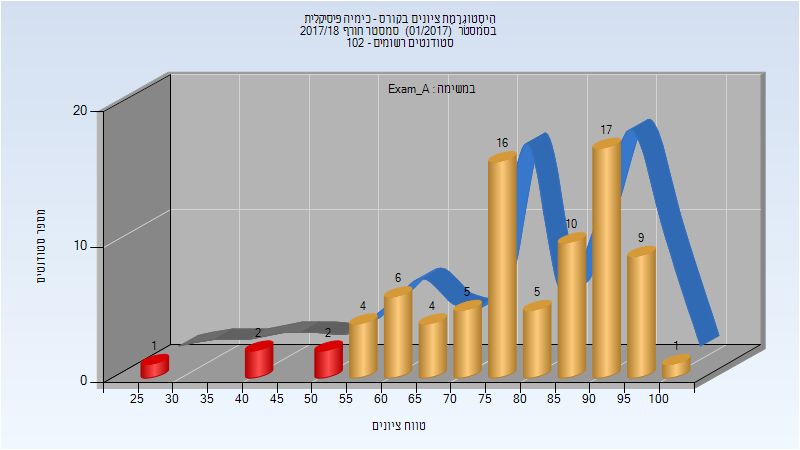 היסטוגרמת ציונים בקורס - כימיה פיסיקלית
בסמסטר (01/2017) סמסטר חורף 2017/18
סטודנטים רשומים - 102
במשימה : Exam_A
מספר סטודנטים
20
10
0
1
2
2
4
6
4
5
16
5
10
17
9
1
25 30 35 40 45 50 55 60 65 70 75 80 85 90 95 100
טווח ציונים